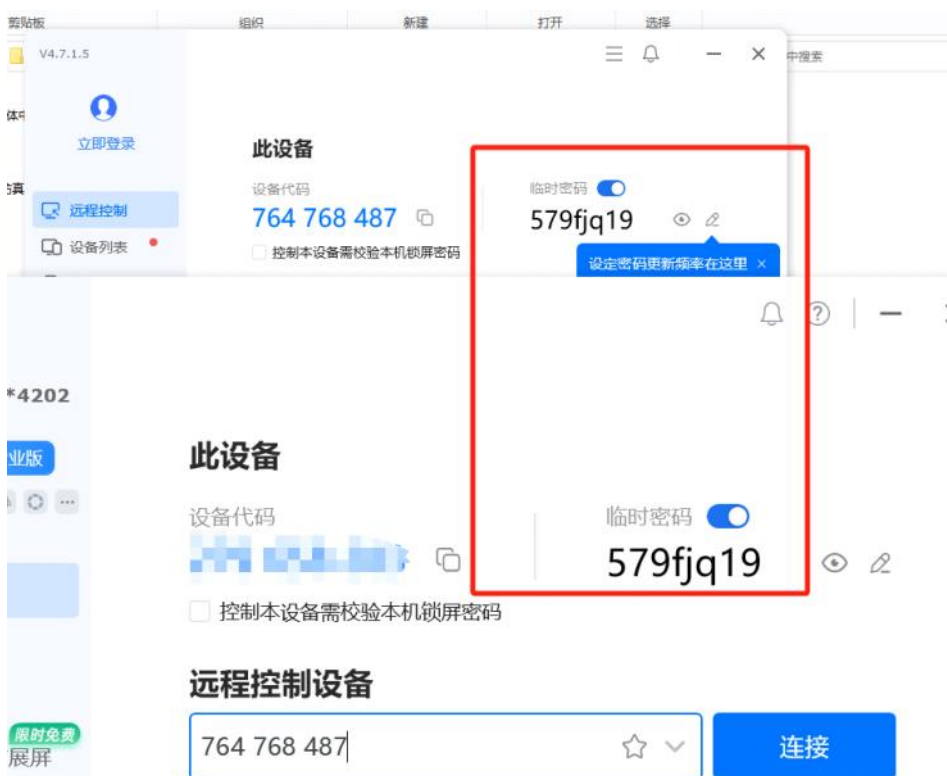 剪贴板 组织 新建 打开 选择
V4.7.1.5
中搜索
立即登录
此设备
设备代码 临时密码
远程控制 764 768 487 579fjq19
设备列表 控制本设备需校验本机锁屏密码
设定密码更新频率在这里 ×
*4202
业版
此设备
设备代码 临时密码
579fjq19
控制本设备需校验本机锁屏密码
远程控制设备
限时免费
展屏
764 768 487 连接